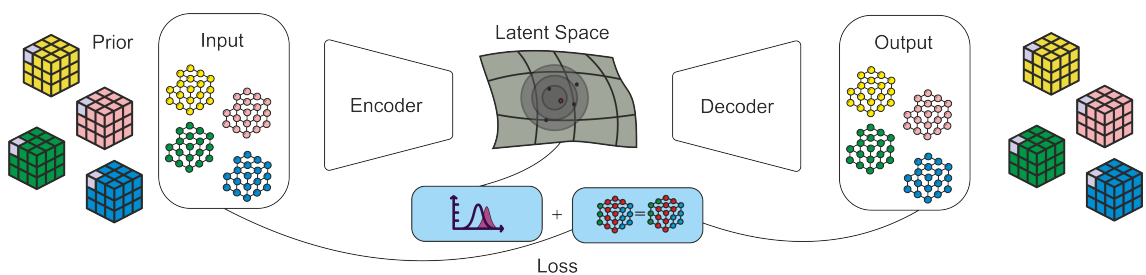 Prior
Input
Encoder
Latent Space
Decoder
Output
+
=
Loss